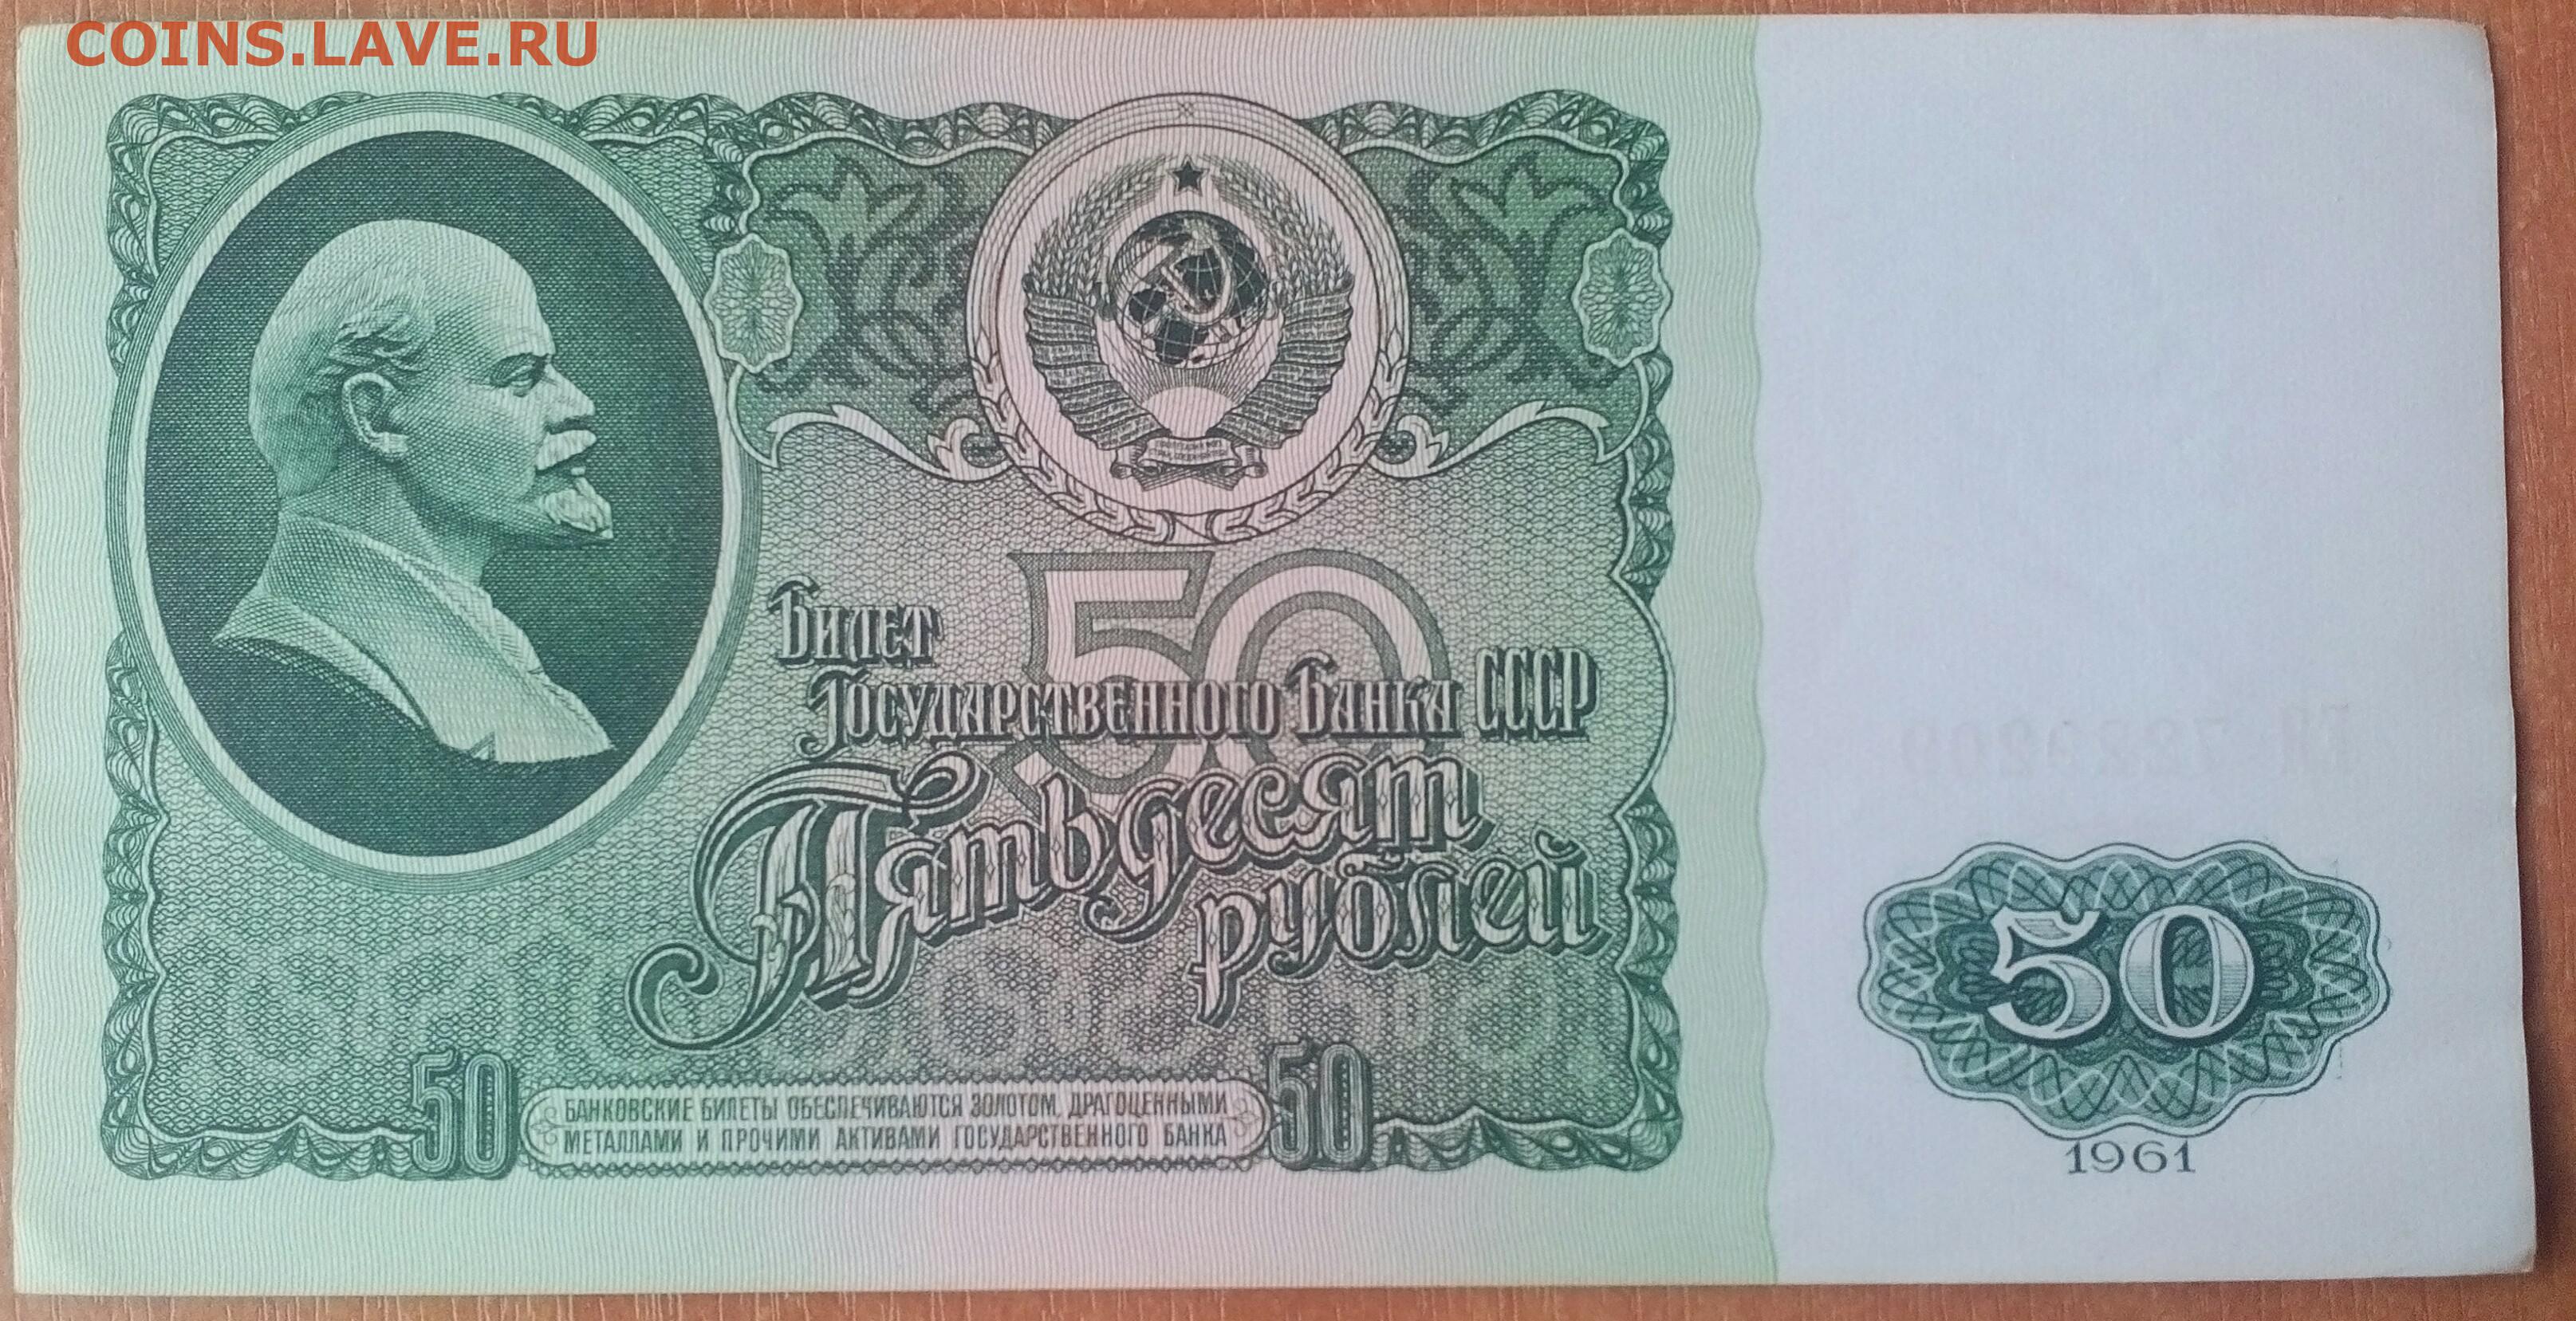 COINS.LAVE.RU
Билет
Государственного Банка СССР
50
Пятьдесят
рублей
50
БАНКОВСКИЕ БИЛЕТЫ ОБЕСПЕЧИВАЮТСЯ ЗОЛОТОМ, ДРАГОЦЕННЫМИ
МЕТАЛЛАМИ И ПРОЧИМИ АКТИВАМИ ГОСУДАРСТВЕННОГО БАНКА
50
50
1961